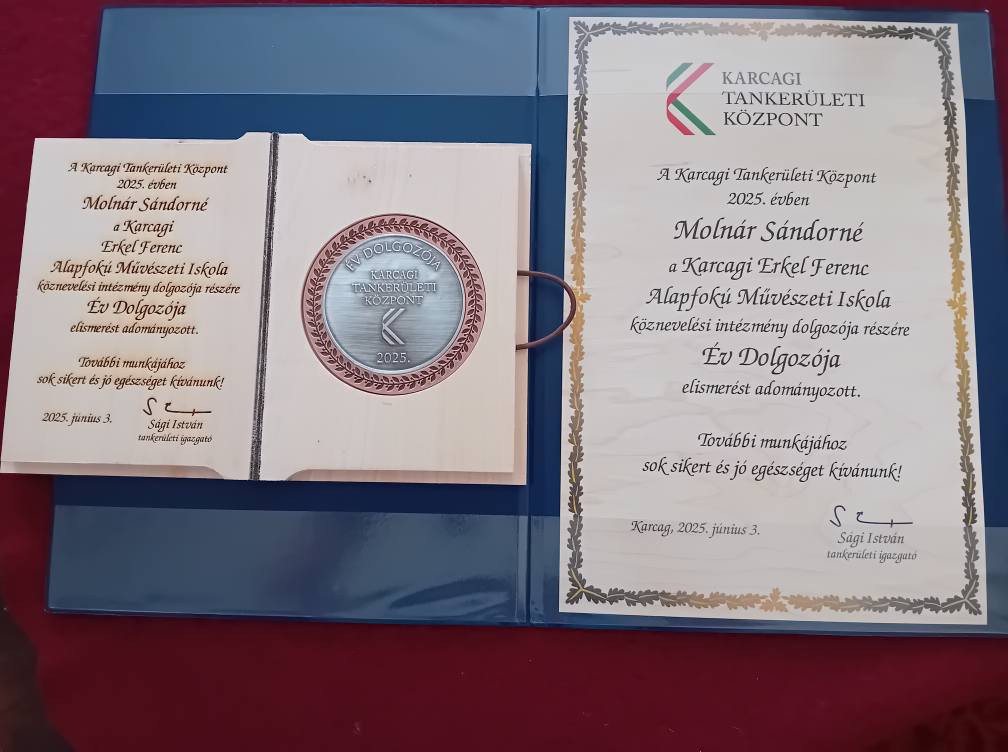 A Karcagi Tankerületi Központ
2025. évben
Molnár Sándorné
a Karcagi
Erkel Ferenc
Alapfokú Művészeti Iskola
köznevelési intézmény dolgozója részére
Év Dolgozója
elismerést adományozott.
További munkájához
sok sikert és jó egészséget kívánunk!
2025. június 3.
Sági István
tankerületi igazgató
ÉV DOLGOZÓJA
KARCAGI
TANKERÜLETI
KÖZPONT
2025.
KARCAGI
TANKERÜLETI
KÖZPONT
A Karcagi Tankerületi Központ
2025. évben
Molnár Sándorné
a Karcagi Erkel Ferenc
Alapfokú Művészeti Iskola
köznevelési intézmény dolgozója részére
Év Dolgozója
elismerést adományozott.
További munkájához
sok sikert és jó egészséget kívánunk!
Karcag, 2025. június 3.
Sági István
tankerületi igazgató